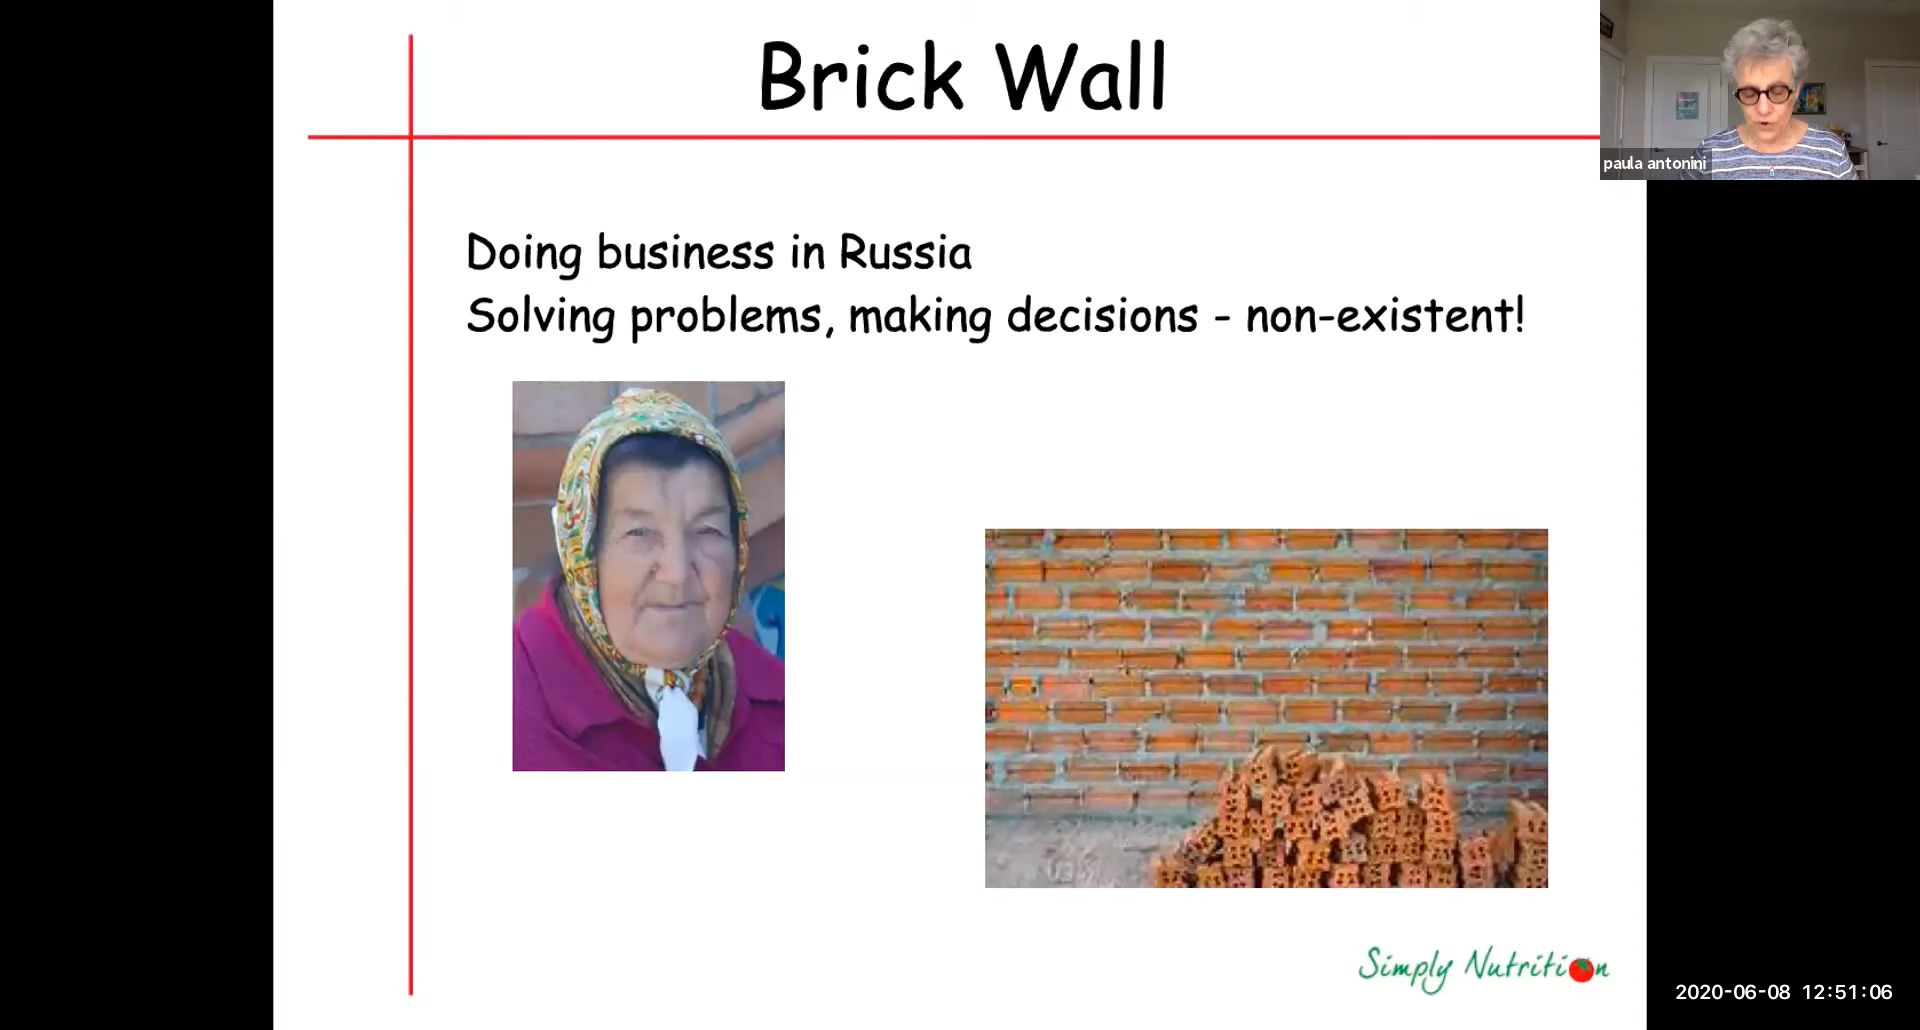 Brick Wall
paula antonini
Doing business in Russia
Solving problems, making decisions - non-existent!
Simply Nutrition
2020-06-08 12:51:06